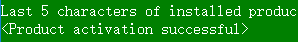 Last 5 characters of installed produc
<Product activation successful>